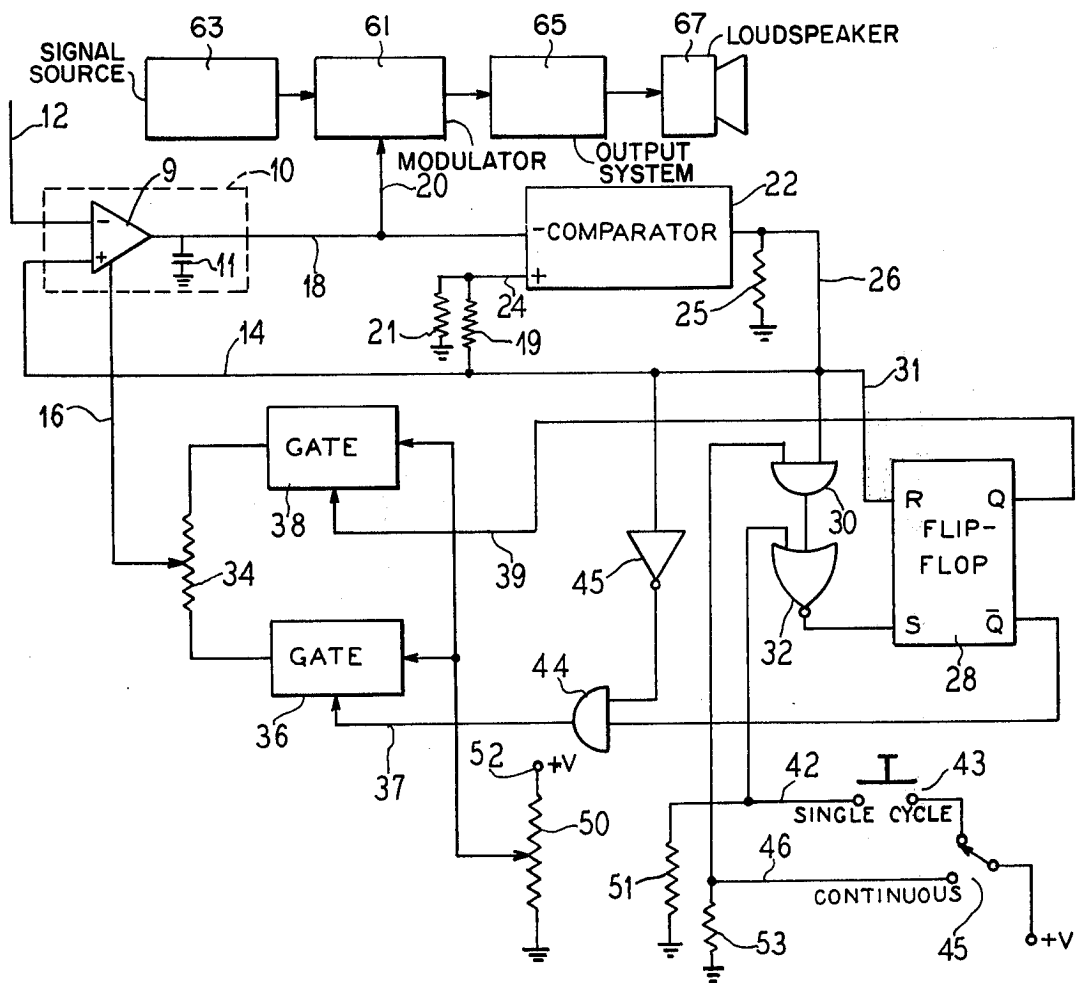 63
61
65
67
LOUDSPEAKER
SIGNAL
SOURCE
12
MODULATOR
OUTPUT
SYSTEM
9
10
20
22
-
+
11
18
-COMPARATOR
+
24
25
26
21
19
14
31
16
GATE
38
39
45
30
R
Q
FLIP-
FLOP
34
32
S
Q̅
28
GATE
44
36
37
52
+V
50
42
43
SINGLE CYCLE
51
46
CONTINUOUS
53
45
+V